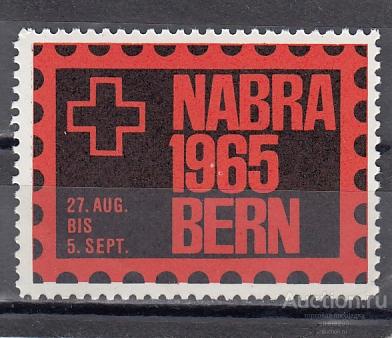 NABRA
1965
BERN
27. AUG.
BIS
5. SEPT.
Auction.ru